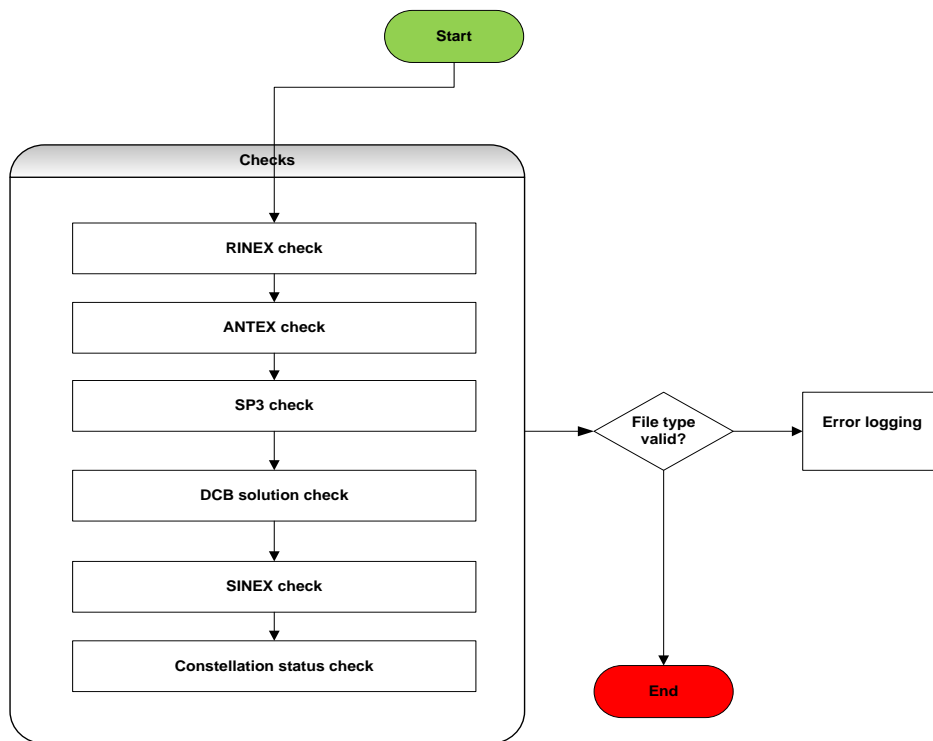 Start
Checks
RINEX check
ANTEX check
SP3 check
DCB solution check
SINEX check
Constellation status check
File type
valid?
Error logging
End